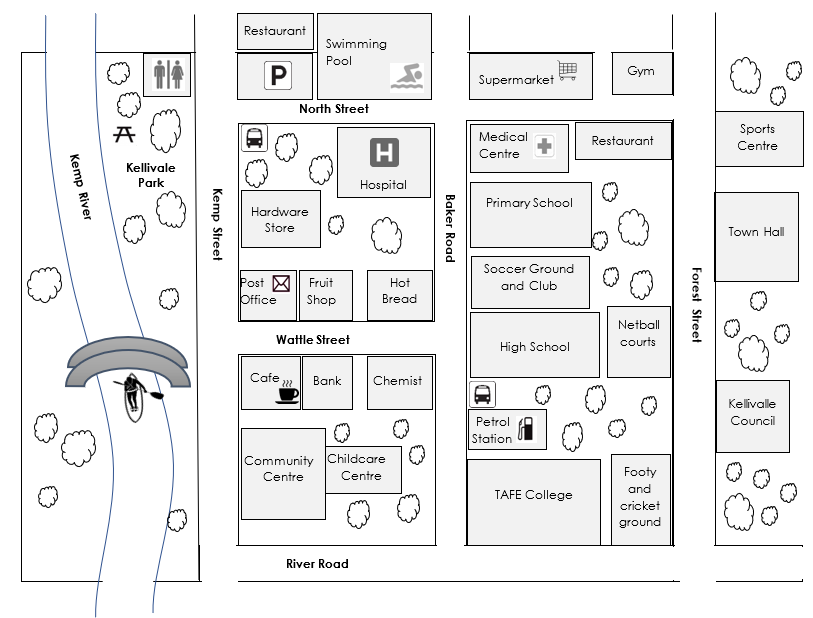 Restaurant
Swimming
Pool
P
Supermarket
Gym
North Street
Kemp River
Kellivale
Park
Kemp Street
H
Hospital
Hardware
Store
Post
Office
Fruit
Shop
Hot
Bread
Baker Road
Medical
Centre
Restaurant
Primary School
Soccer Ground
and Club
High School
Netball
courts
Forest Street
Sports
Centre
Town Hall
Wattle Street
Cafe
Bank
Chemist
Community
Centre
Childcare
Centre
Petrol
Station
TAFE College
Footy
and
cricket
ground
Kellivalle
Council
River Road